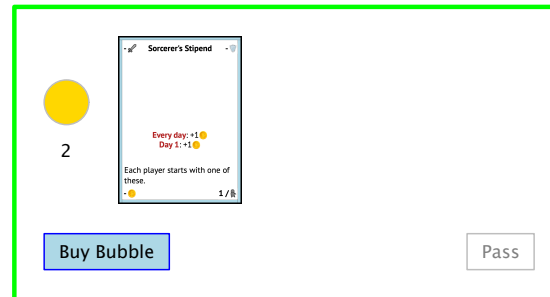 - Sorcerer's Stipend -
2
Every day: +1
Day 1: +1
Each player starts with one of
these.
- 1 /
Buy Bubble
Pass